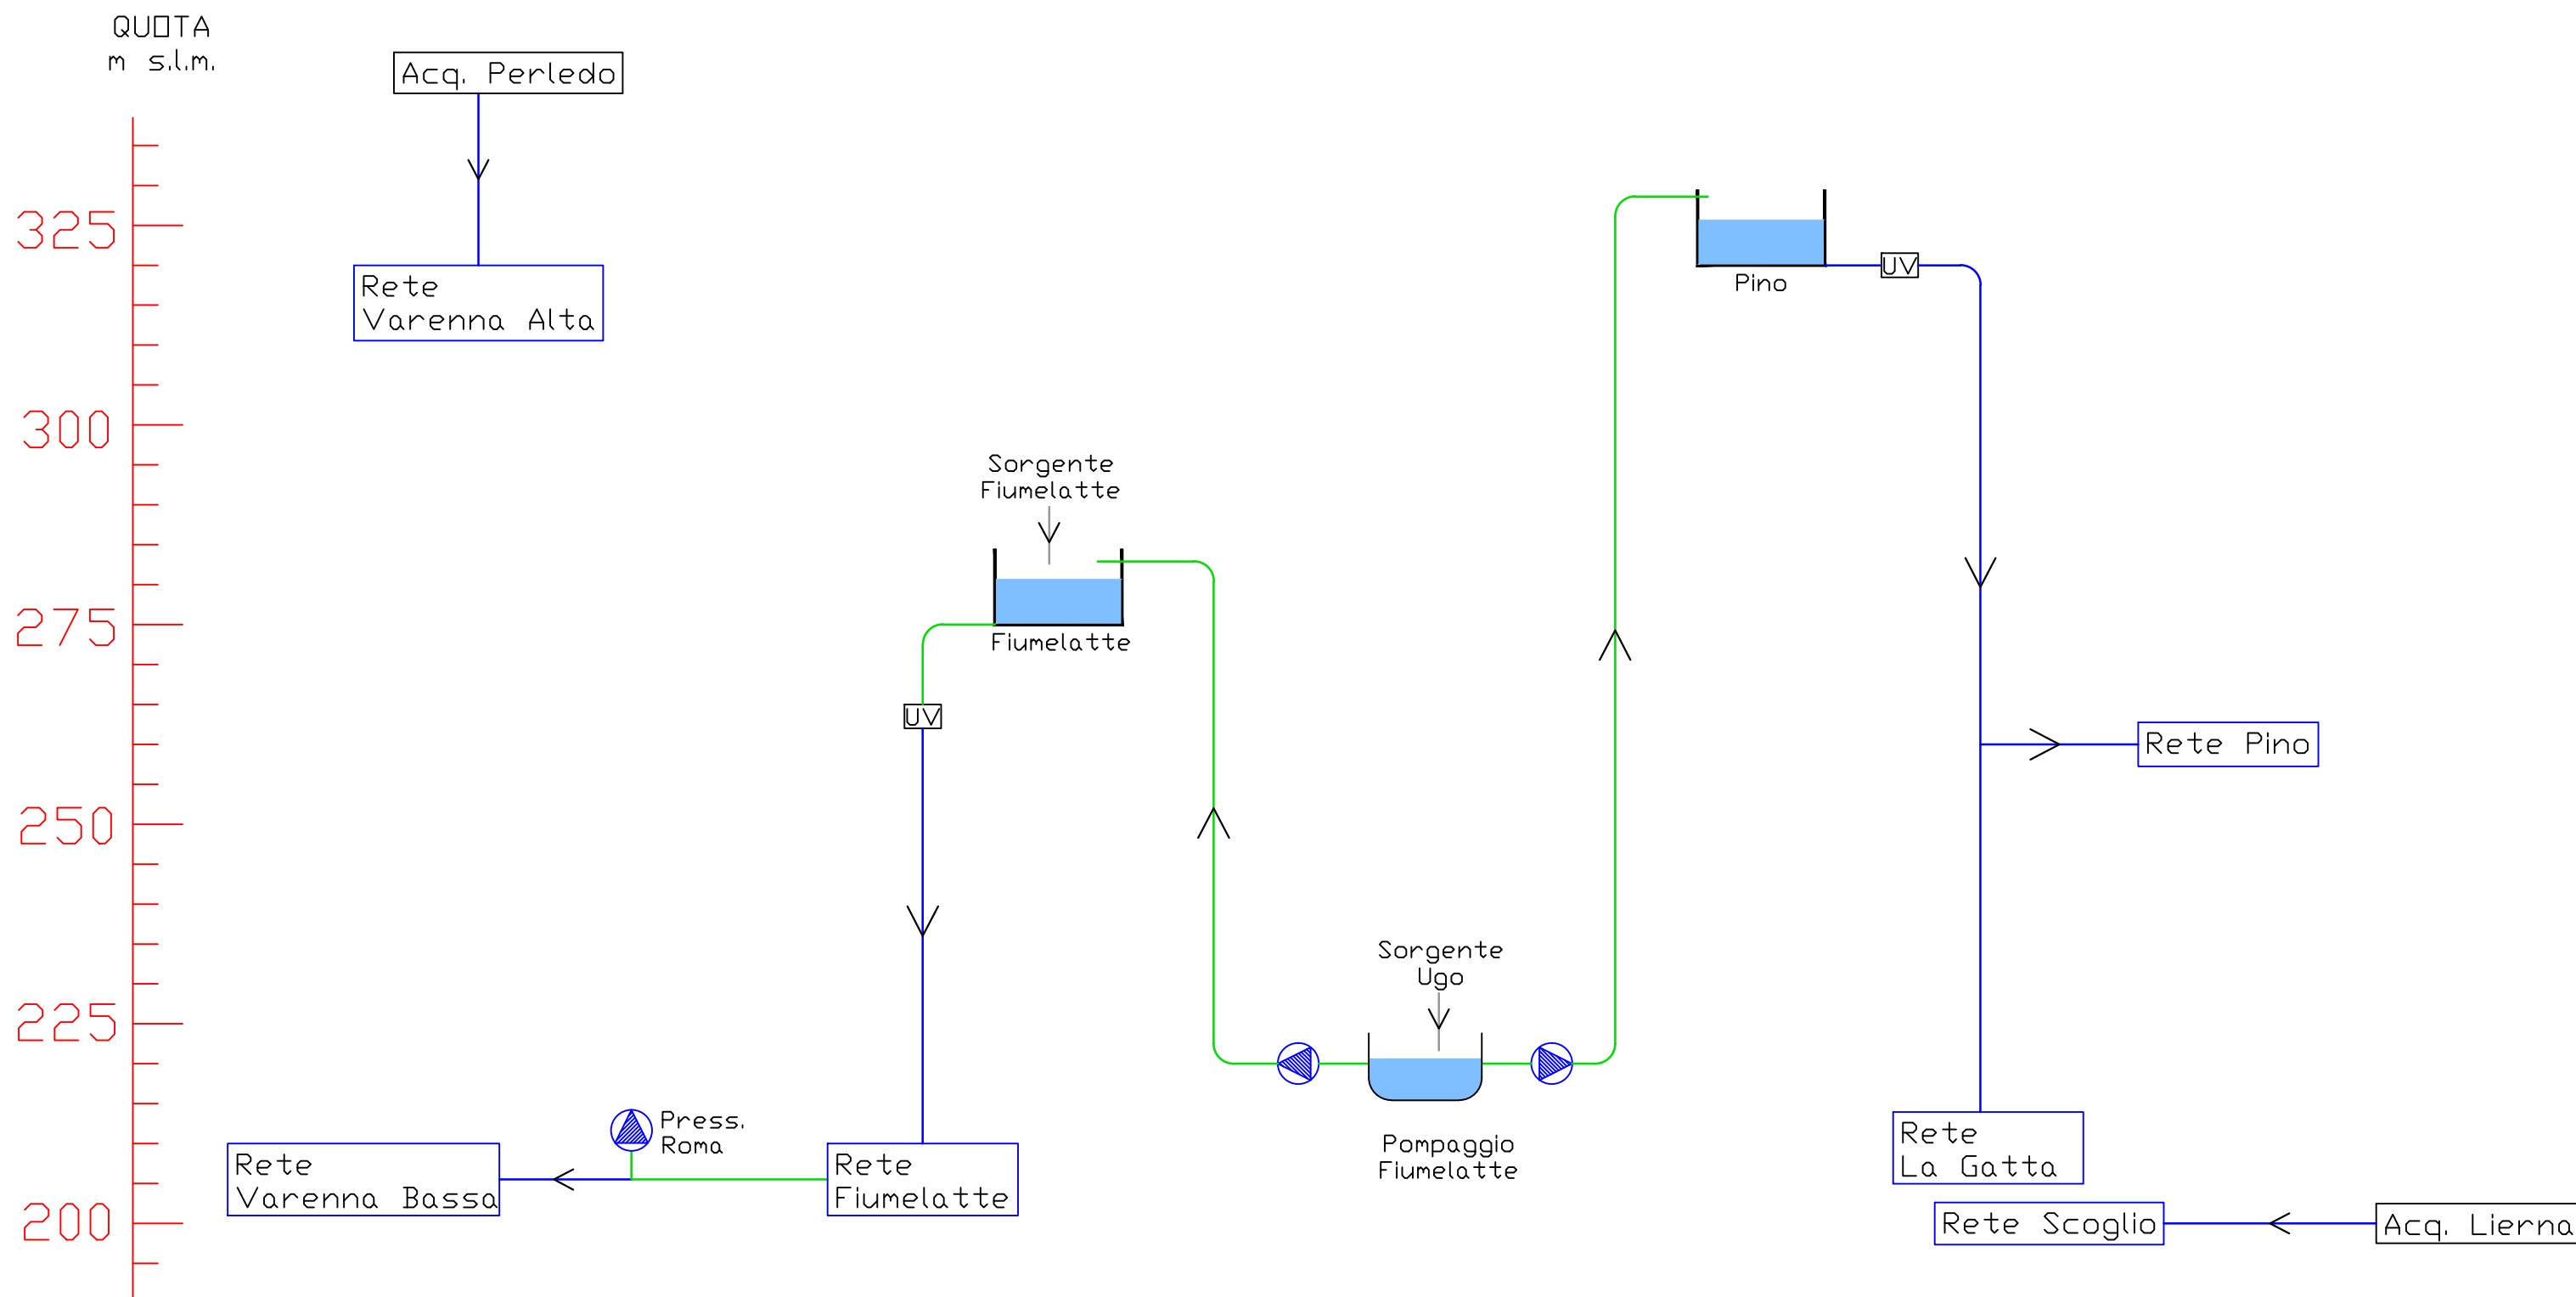 QUOTA
m s.l.m.
Acq. Perledo
325
Rete
Varenna Alta
Pino
UV
300
Sorgente
Fiumelatte
275
Fiumelatte
UV
Rete Pino
250
Sorgente
Ugo
225
Press.
Roma
Pompaggio
Fiumelatte
Rete
La Gatta
Rete
Varenna Bassa
Rete
Fiumelatte
200
Rete Scoglio
Acq. Lierna